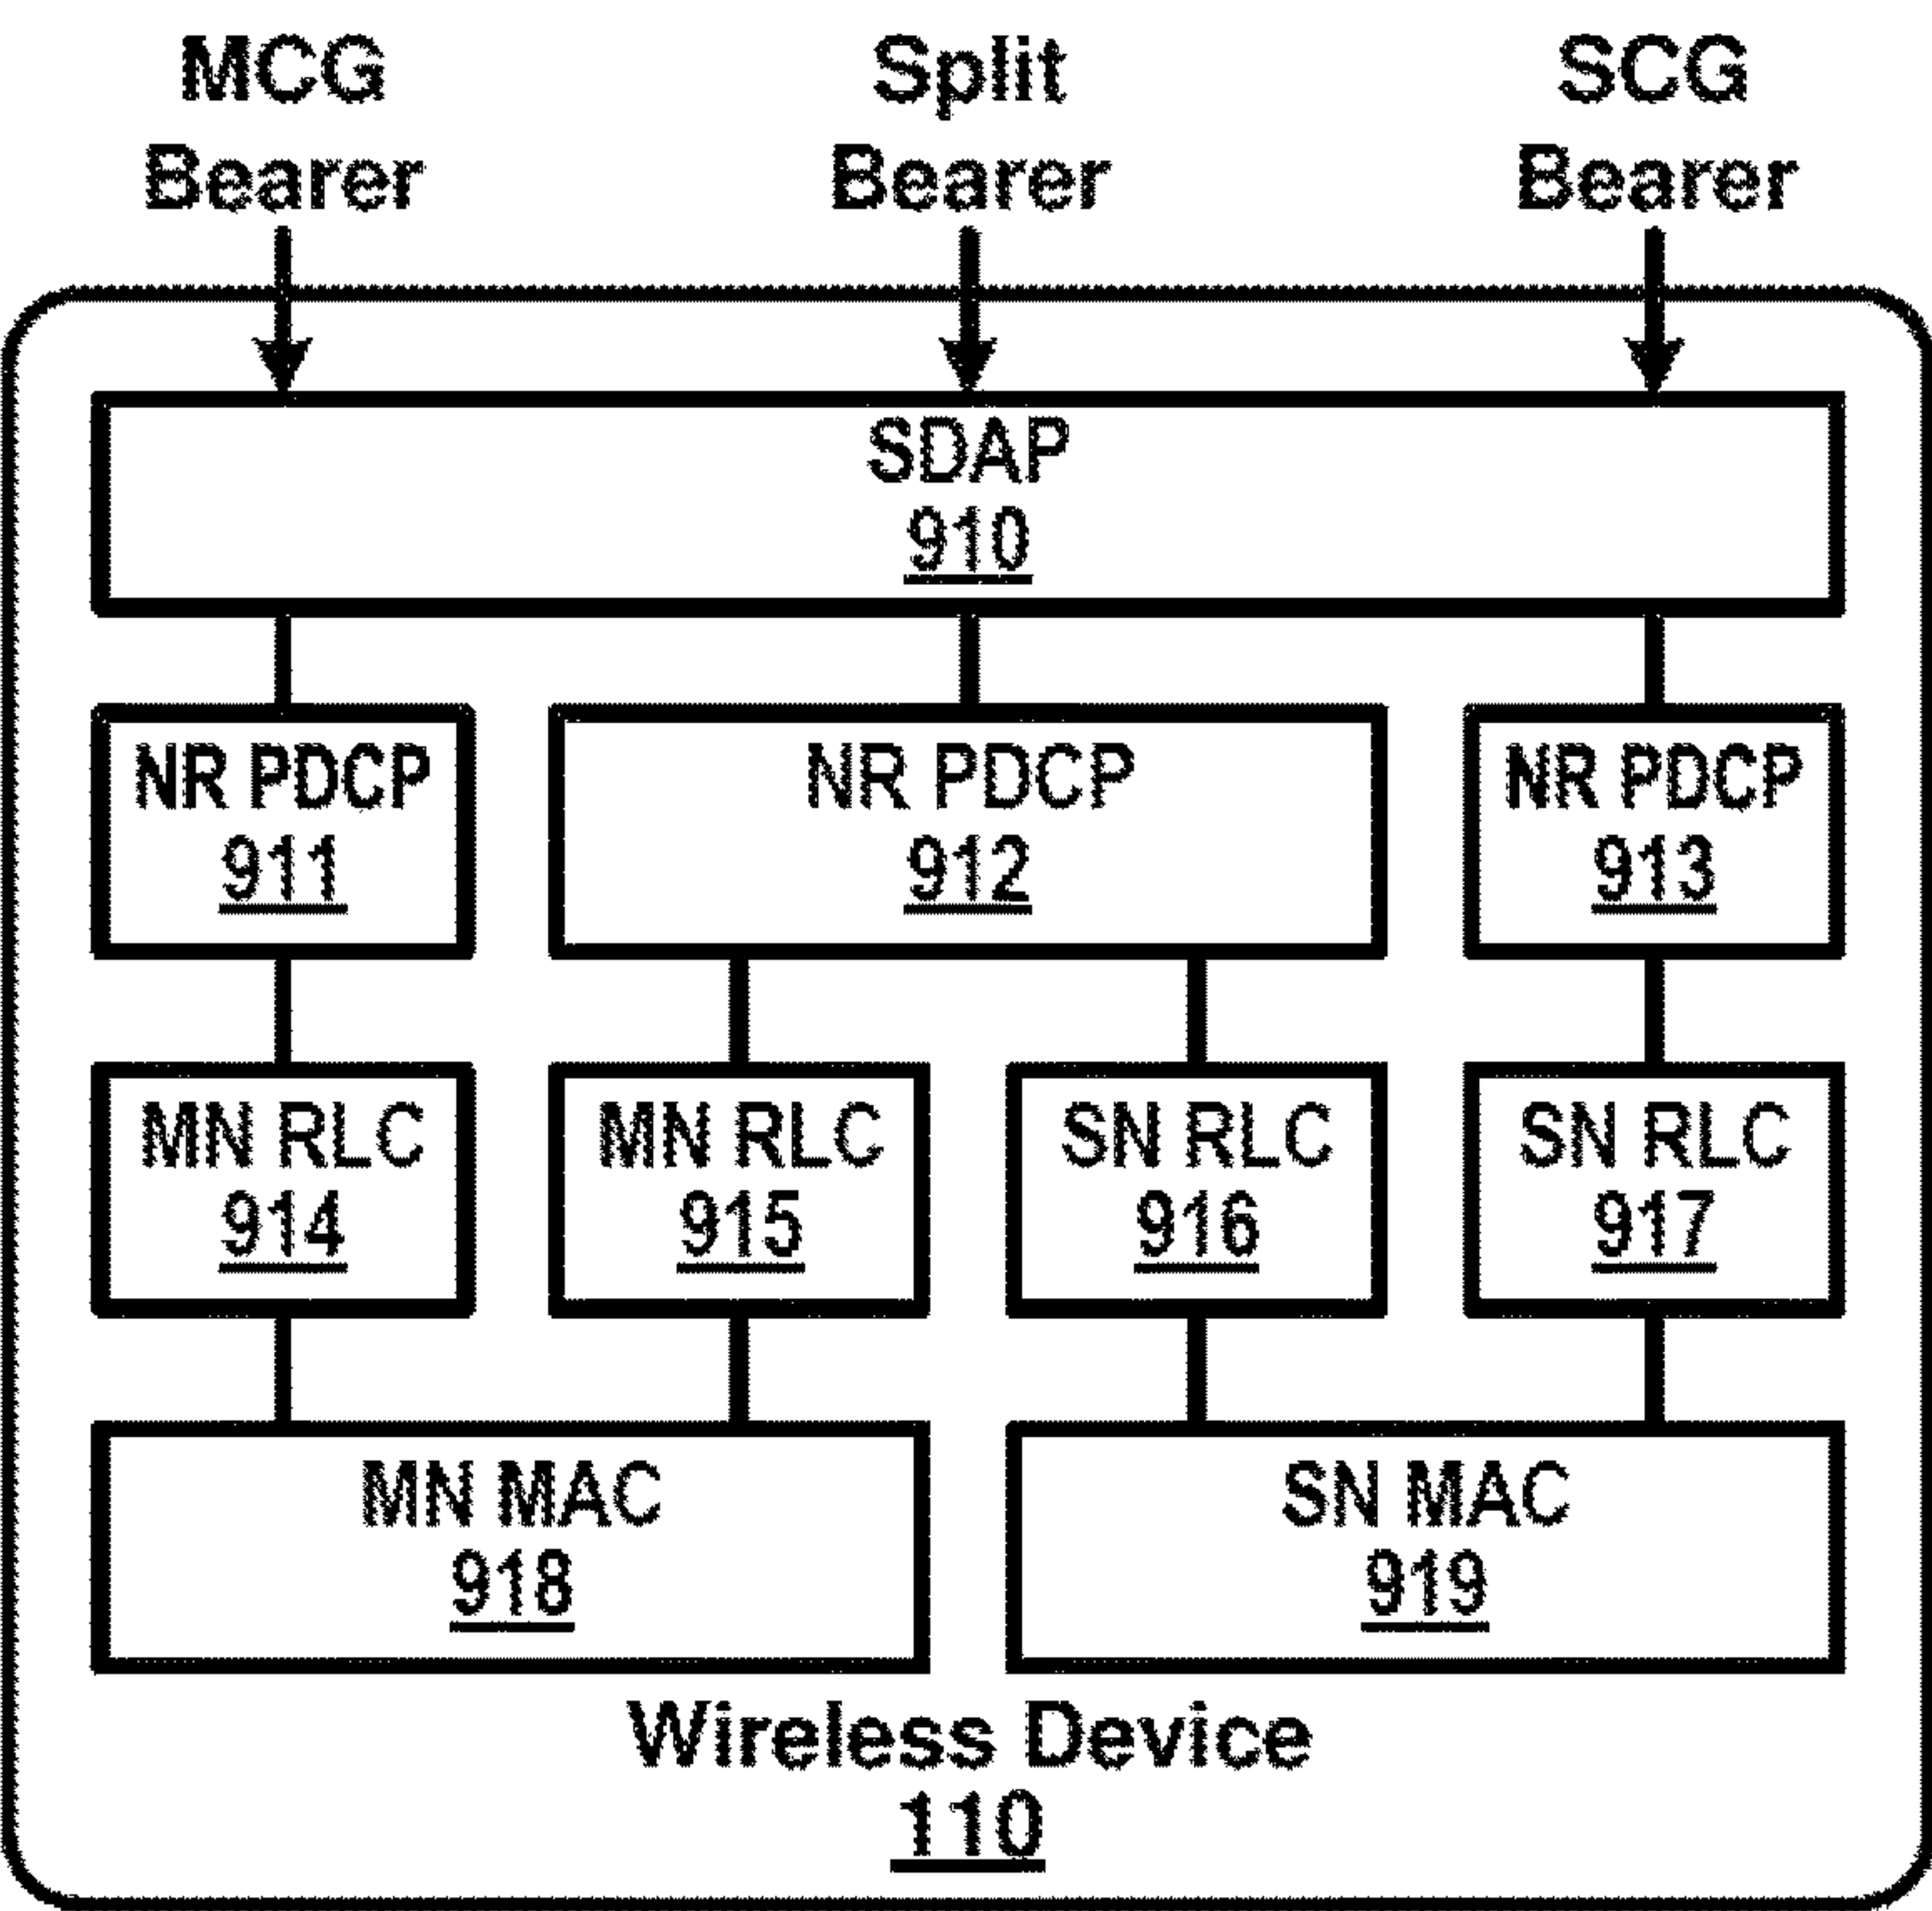 MCG Split SCG
Bearer Bearer Bearer
SDAP
910
NR PDCP NR PDCP NR PDCP
911 912 913
MN RLC MN RLC SN RLC SN RLC
914 915 916 917
MN MAC SN MAC
918 919
Wireless Device
110